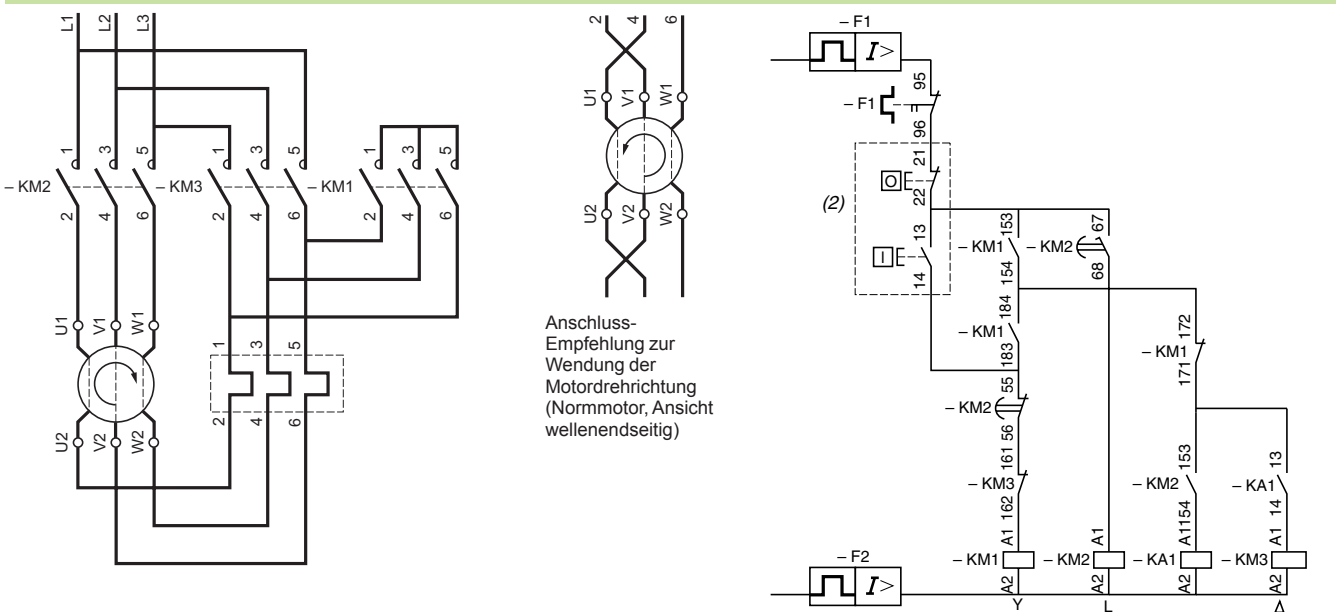 L1 L2 L3
1 3 5 1 3 5 1 3 5
– KM2 – KM3 – KM1
2 4 6 2 4 6 2 4 6
U1 V1 W1
1 3 5
2 4 6
U2 V2 W2
2 4 6
U1 V1 W1
U2 V2 W2
Anschluss-
Empfehlung zur
Wendung der
Motordrehrichtung
(Normmotor, Ansicht
wellenendseitig)
– F1
I>
95
– F1
96
21
O
22
(2)
13
I
14
153
– KM1
154
67
– KM2
68
184
– KM1
183
172
– KM1
171
55
– KM2
56
161
– KM3
162
153
– KM2
154
13
– KA1
14
A1 A1 A1 A1
– KM1 – KM2 – KA1 – KM3
A2 A2 A2 A2
– F2
I>
Y L Δ